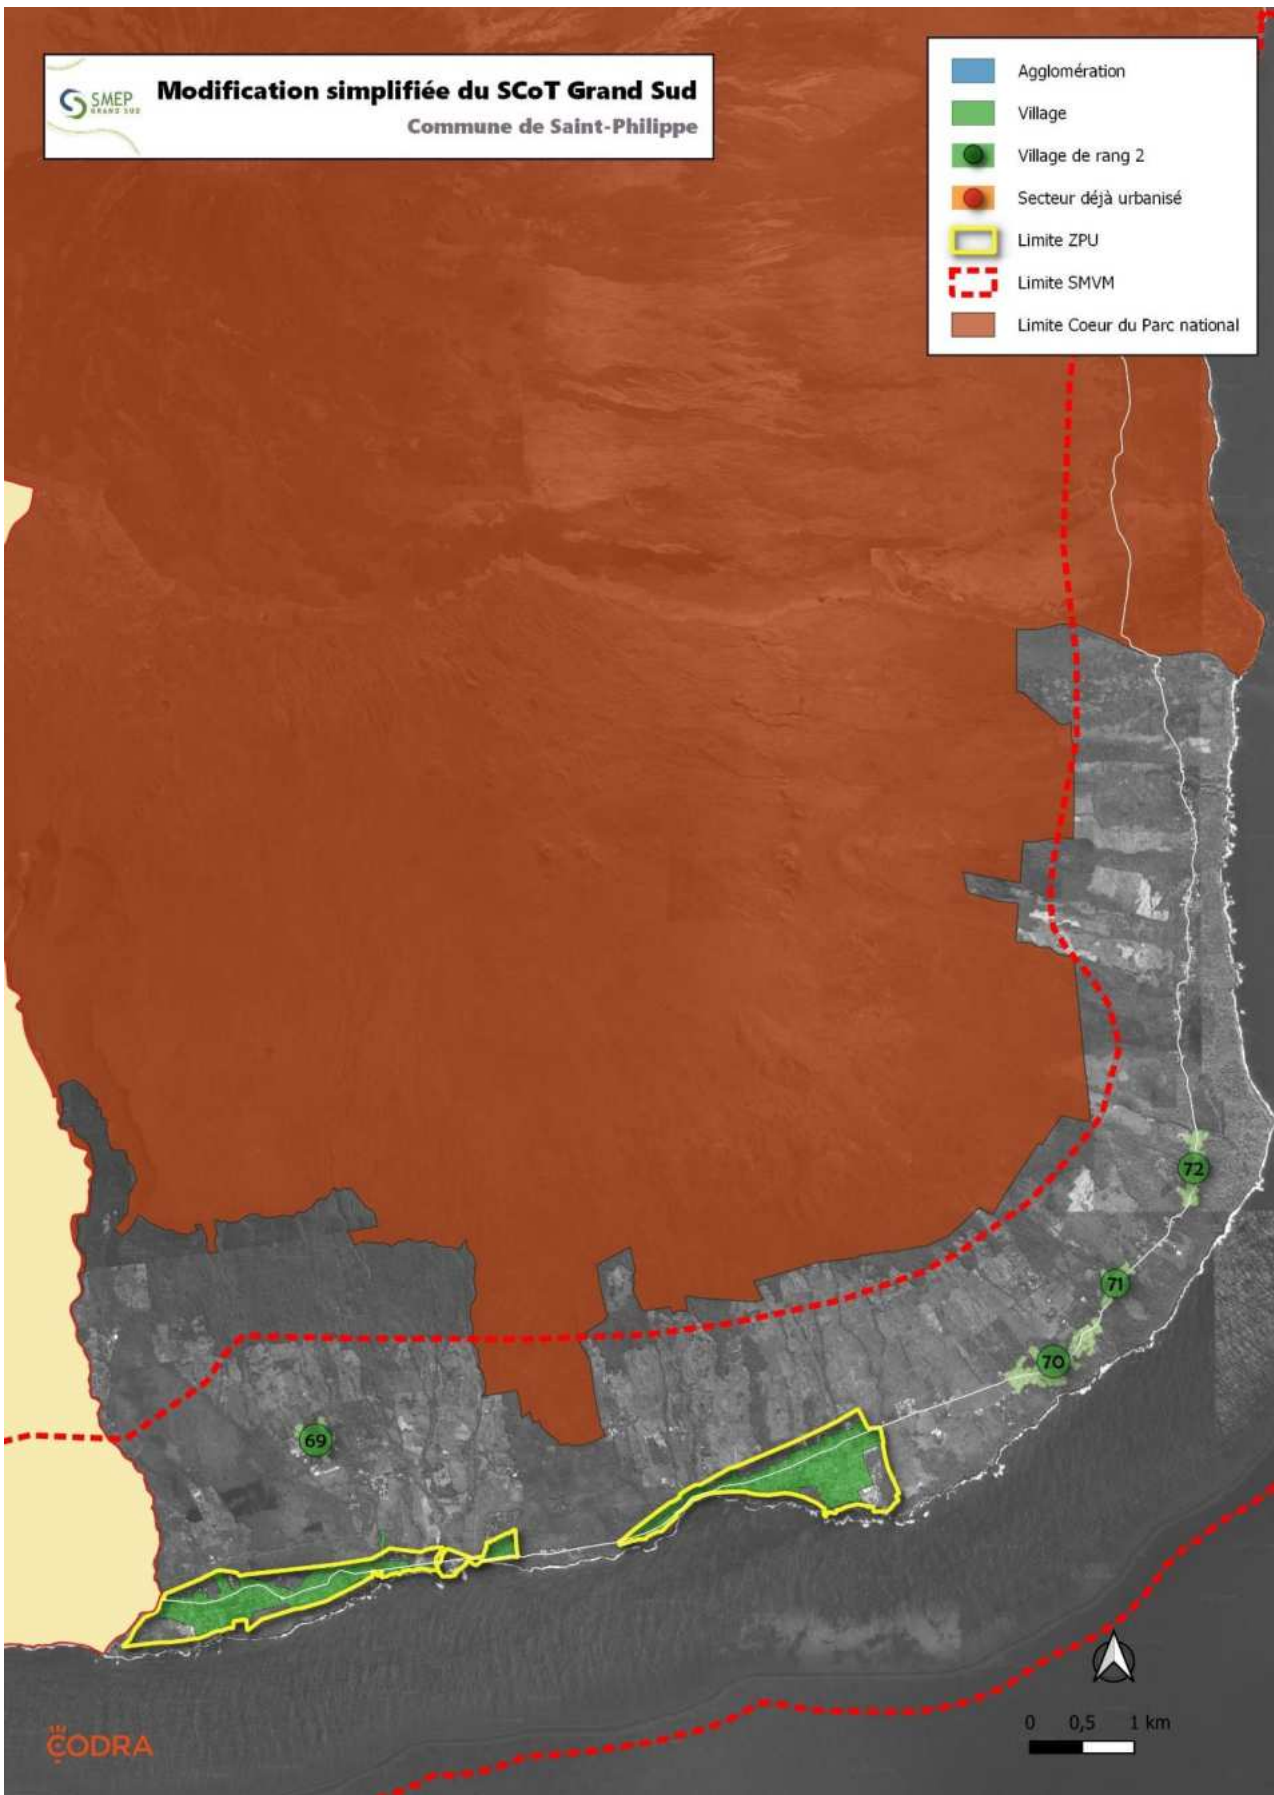 SMEP
GRAND SUD
Modification simplifiée du SCoT Grand Sud
Commune de Saint-Philippe
Agglomération
Village
Village de rang 2
Secteur déjà urbanisé
Limite ZPU
Limite SMVM
Limite Coeur du Parc national
72
71
70
69
0 0,5 1 km
CODRA